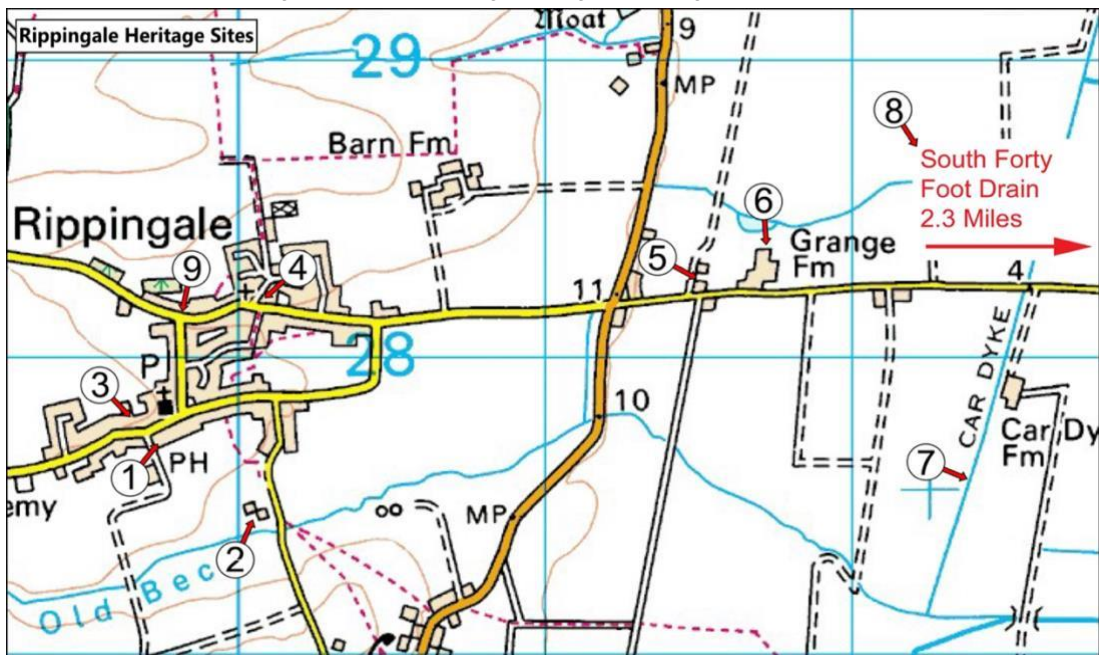 Rippingale Heritage Sites
Moat
9
29
MP
8
South Forty
Foot Drain
2.3 Miles
Barn Fm
Rippingale
6
Grange
Fm
9
4
5
11
4
28
P
3
10
CAR DYKE
Car Dy
Fm
1
PH
7
emy
MP
2
Old Bec